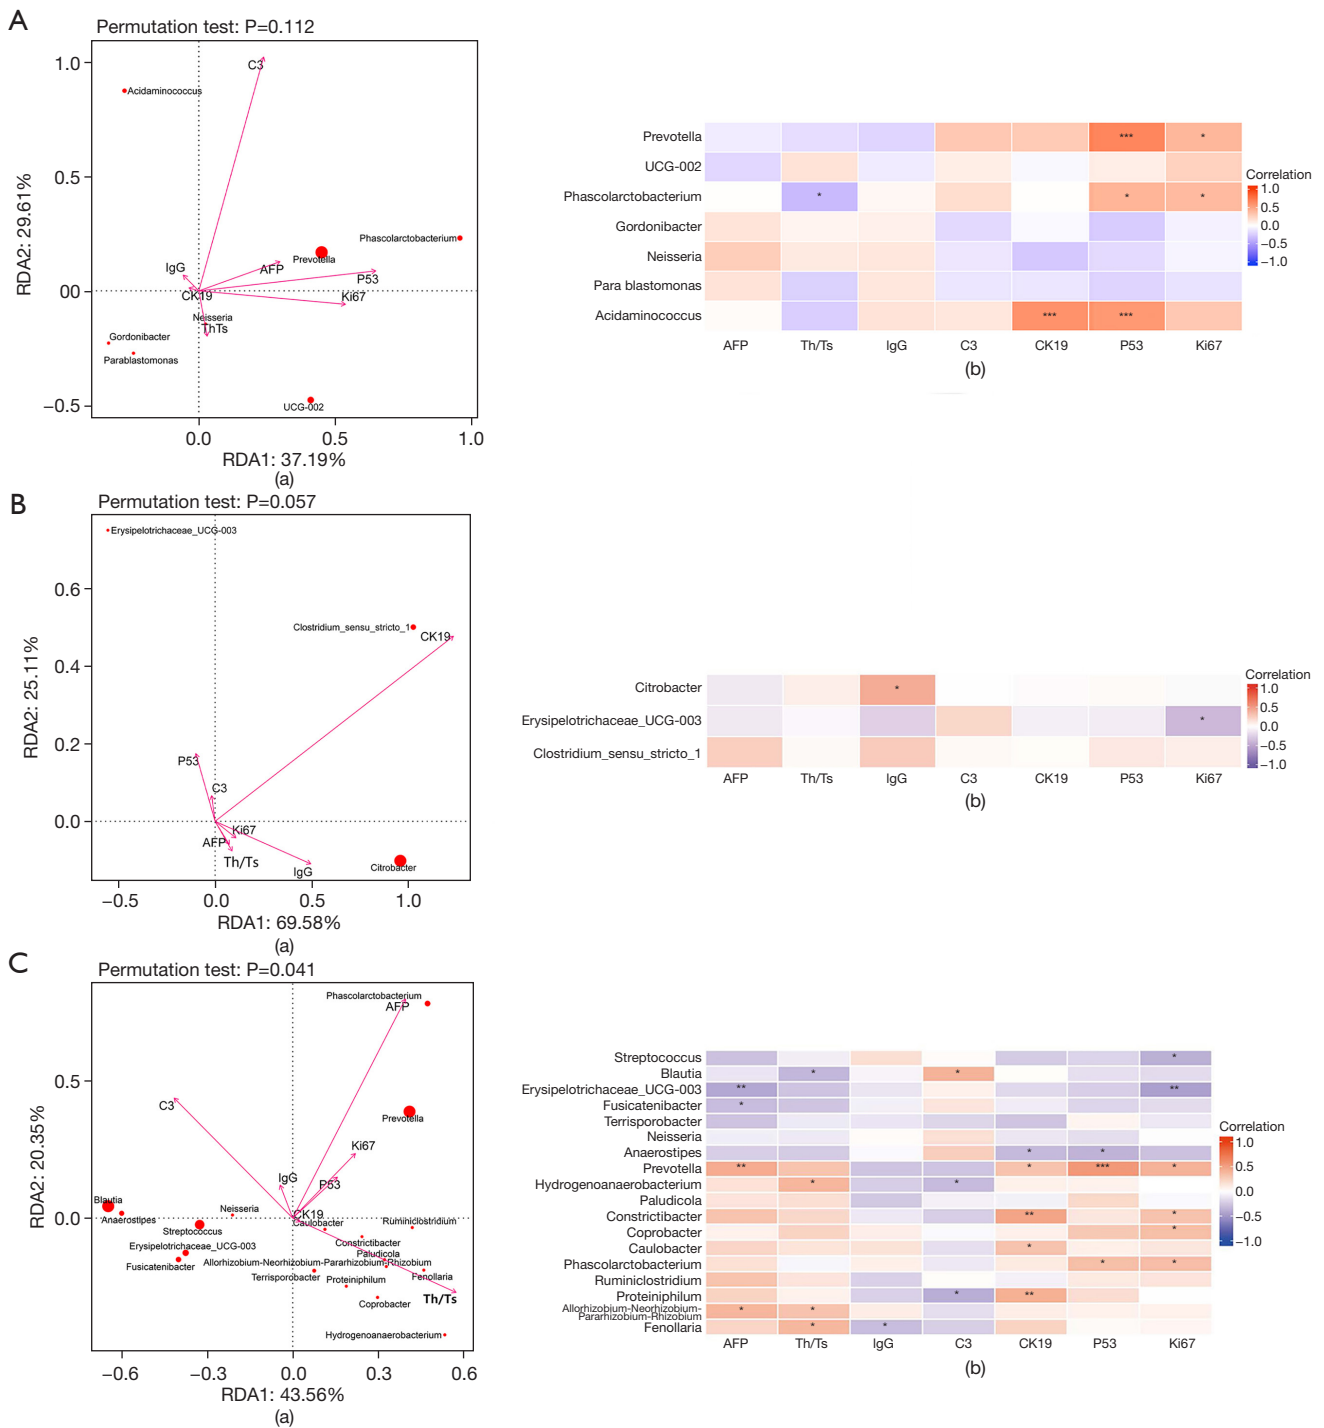 A
Permutation test: P=0.112
RDA2: 29.61%
1.0
0.5
00
−0.5
C3
Acidaminococcus
Phascolarctobacterium
Prevotella
IgG
AFP
P53
CK19
Ki67
Neisseria
ThTs
Gordonibacter
Parablastomonas
UCG-002
0.0
0.5
1.0
RDA1: 37.19%
(a)
Prevotella
***
*
UCG-002
Phascolarctobacterium
*
*
*
Gordonibacter
Neisseria
Para blastomonas
Acidaminococcus
***
***
AFP
Th/Ts
IgG
C3
CK19
P53
Ki67
(b)
Correlation
1.0
0.5
0.0
−0.5
−1.0
B
Permutation test: P=0.057
RDA2: 25.11%
0.6
0.4
0.2
0.0
Erysipelotrichaceae_UCG-003
Clostridium_sensu_stricto_1
CK19
P53
C3
Ki67
AFP
Th/Ts
IgG
Citrobacter
−0.5
0.0
0.5
1.0
RDA1: 69.58%
(a)
Citrobacter
*
Erysipelotrichaceae_UCG-003
*
Clostridium_sensu_stricto_1
AFP
Th/Ts
IgG
C3
CK19
P53
Ki67
(b)
Correlation
1.0
0.5
0.0
−0.5
−1.0
C
Permutation test: P=0.041
RDA2: 20.35%
0.5
0.0
Phascolarctobacterium
AFP
C3
Prevotella
Ki67
IgG
P53
Blautia
Anaerostipes
Neisseria
CK19
Streptococcus
Caulobacter
Ruminiclostridium
Constrictibacter
Erysipelotrichaceae_UCG-003
Paludicola
Fusicatenibacter
Allorhizobium-Neorhizobium-Pararhizobium-Rhizobium
Terrisporobacter
Fenollaria
Proteiniphilum
Th/Ts
Coprobacter
Hydrogenoanaerobacterium
−0.6
−0.3
0.0
0.3
0.6
RDA1: 43.56%
(a)
Streptococcus
*
Blautia
*
*
Erysipelotrichaceae_UCG-003
**
**
Fusicatenibacter
*
Terrisporobacter
Neisseria
Anaerostipes
*
*
Prevotella
**
*
***
*
Hydrogenoanaerobacterium
*
*
Paludicola
Constrictibacter
**
*
Coprobacter
*
Caulobacter
*
Phascolarctobacterium
*
*
Ruminiclostridium
Proteiniphilum
*
**
Allorhizobium-Neorhizobium-
Pararhizobium-Rhizobium
*
*
Fenollaria
*
*
AFP
Th/Ts
IgG
C3
CK19
P53
Ki67
(b)
Correlation
1.0
0.5
0.0
−0.5
−1.0